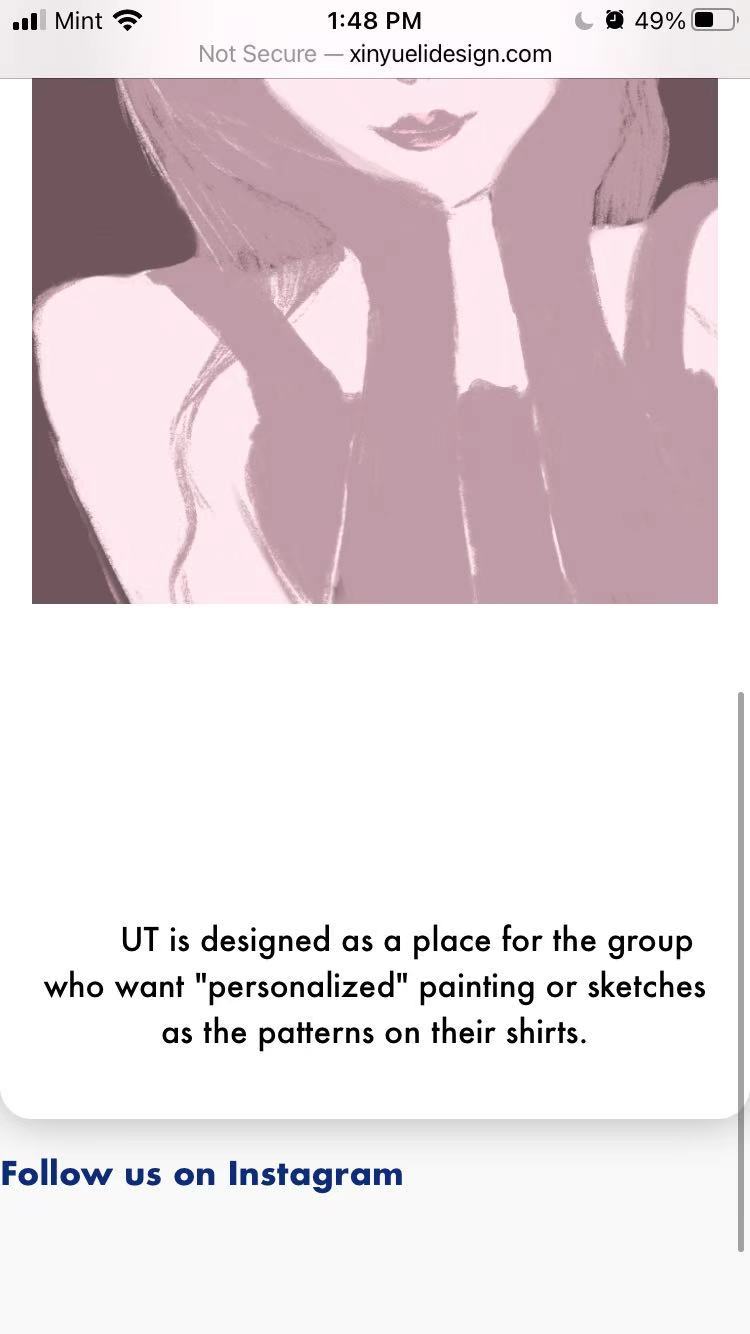 Mint 1:48 PM 49%
Not Secure — xinyuelidesign.com
UT is designed as a place for the group
who want "personalized" painting or sketches
as the patterns on their shirts.
Follow us on Instagram